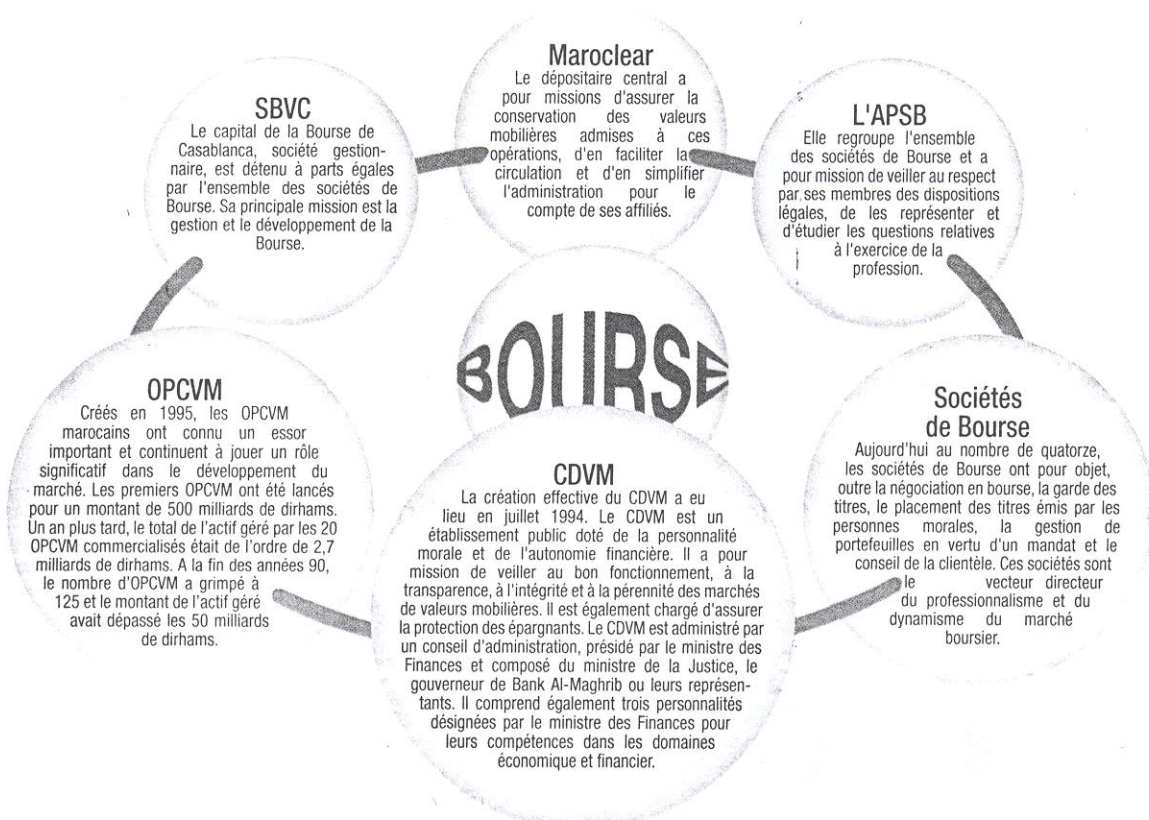 Maroclear
Le dépositaire central a
pour missions d'assurer la
conservation des valeurs
mobilières admises à ces
opérations, d'en faciliter la
circulation et d'en simplifier
l'administration pour le
compte de ses affiliés.
SBVC
Le capital de la Bourse de
Casablanca, société gestion-
naire, est détenu à parts égales
par l'ensemble des sociétés de
Bourse. Sa principale mission est la
gestion et le développement de la
Bourse.
L'APSB
Elle regroupe l'ensemble
des sociétés de Bourse et a
pour mission de veiller au respect
par ses membres des dispositions
légales, de les représenter et
d'étudier les questions relatives
à l'exercice de la
profession.
BOURSE
OPCVM
Créés en 1995, les OPCVM
marocains ont connu un essor
important et continuent à jouer un rôle
significatif dans le développement du
marché. Les premiers OPCVM ont été lancés
pour un montant de 500 milliards de dirhams.
Un an plus tard, le total de l'actif géré par les 20
OPCVM commercialisés était de l'ordre de 2,7
milliards de dirhams. A la fin des années 90,
le nombre d'OPCVM a grimpé à
125 et le montant de l'actif géré
avait dépassé les 50 milliards
de dirhams.
CDVM
La création effective du CDVM a eu
lieu en juillet 1994. Le CDVM est un
établissement public doté de la personnalité
morale et de l'autonomie financière. Il a pour
mission de veiller au bon fonctionnement, à la
transparence, à l'intégrité et à la pérennité des marchés
de valeurs mobilières. Il est également chargé d'assurer
la protection des épargnants. Le CDVM est administré par
un conseil d'administration, présidé par le ministre des
Finances et composé du ministre de la Justice, le
gouverneur de Bank Al-Maghrib ou leurs représen-
tants. Il comprend également trois personnalités
désignées par le ministre des Finances pour
leurs compétences dans les domaines
économique et financier.
Sociétés
de Bourse
Aujourd'hui au nombre de quatorze,
les sociétés de Bourse ont pour objet,
outre la négociation en bourse, la garde des
titres, le placement des titres émis par les
personnes morales, la gestion de
portefeuilles en vertu d'un mandat et le
conseil de la clientèle. Ces sociétés sont
le vecteur directeur
du professionnalisme et du
dynamisme du marché
boursier.